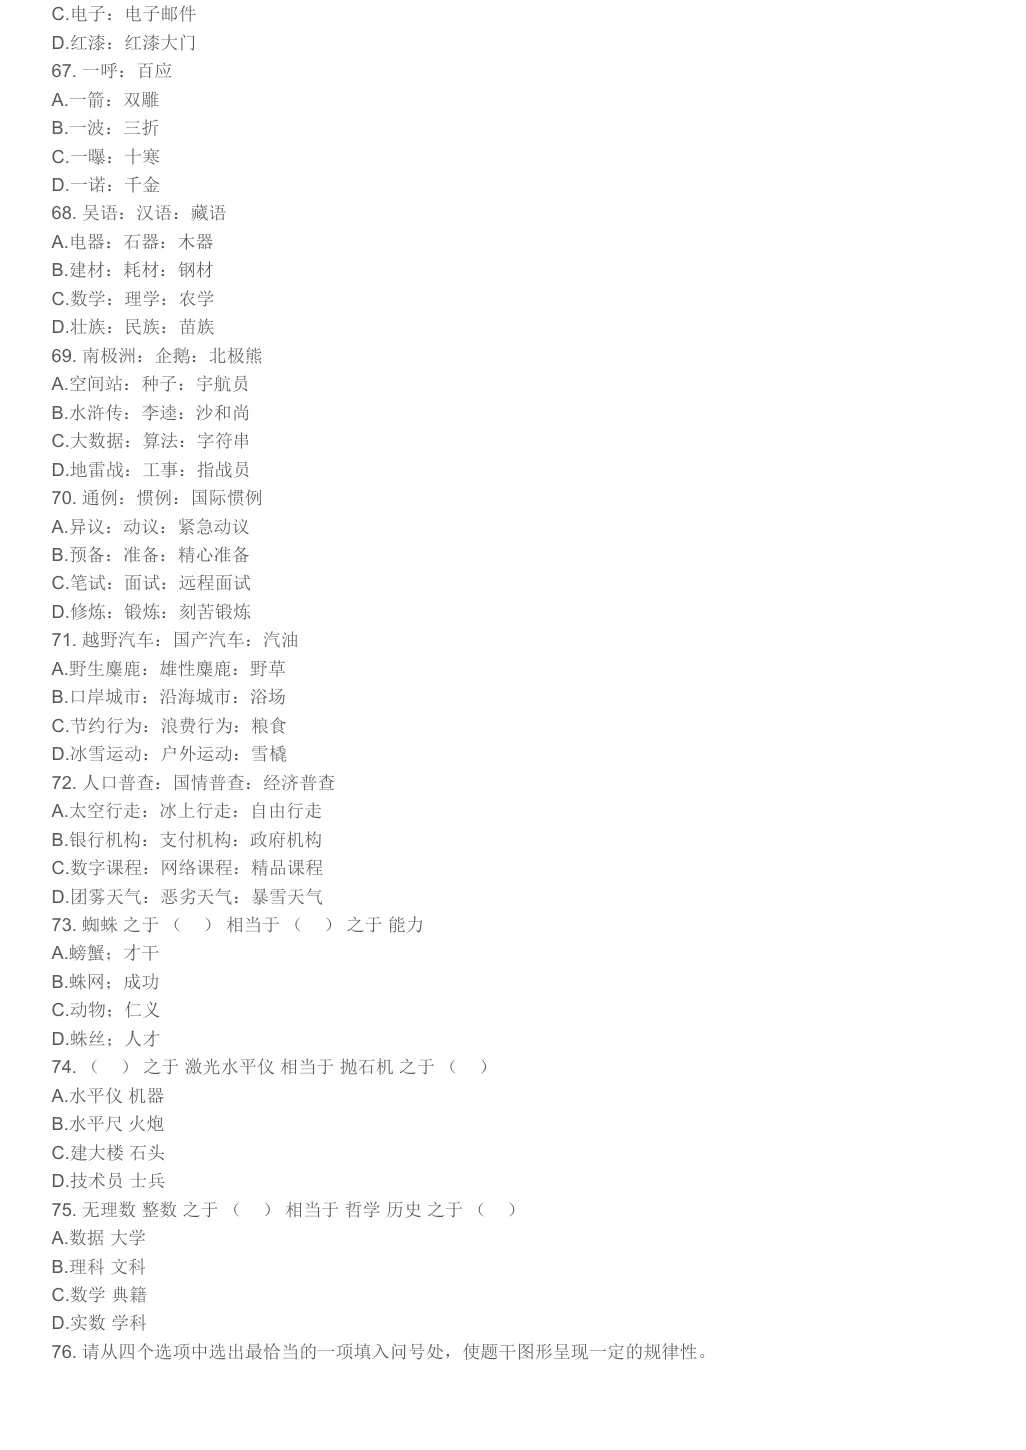 C.电子：电子邮件
D.红漆：红漆大门
67. 一呼：百应
A.一箭：双雕
B.一波：三折
C.一曝：十寒
D.一诺：千金
68. 吴语：汉语：藏语
A.电器：石器：木器
B.建材：耗材：钢材
C.数学：理学：农学
D.壮族：民族：苗族
69. 南极洲：企鹅：北极熊
A.空间站：种子：宇航员
B.水浒传：李逵：沙和尚
C.大数据：算法：字符串
D.地雷战：工事：指战员
70. 通例：惯例：国际惯例
A.异议：动议：紧急动议
B.预备：准备：精心准备
C.笔试：面试：远程面试
D.修炼：锻炼：刻苦锻炼
71. 越野汽车：国产汽车：汽油
A.野生麋鹿：雄性麋鹿：野草
B.口岸城市：沿海城市：浴场
C.节约行为：浪费行为：粮食
D.冰雪运动：户外运动：雪橇
72. 人口普查：国情普查：经济普查
A.太空行走：冰上行走：自由行走
B.银行机构：支付机构：政府机构
C.数字课程：网络课程：精品课程
D.团雾天气：恶劣天气：暴雪天气
73. 蜘蛛 之于 （ ） 相当于 （ ） 之于 能力
A.螃蟹；才干
B.蛛网；成功
C.动物；仁义
D.蛛丝；人才
74. （ ） 之于 激光水平仪 相当于 抛石机 之于 （ ）
A.水平仪 机器
B.水平尺 火炮
C.建大楼 石头
D.技术员 士兵
75. 无理数 整数 之于 （ ） 相当于 哲学 历史 之于 （ ）
A.数据 大学
B.理科 文科
C.数学 典籍
D.实数 学科
76. 请从四个选项中选出最恰当的一项填入问号处，使题干图形呈现一定的规律性。